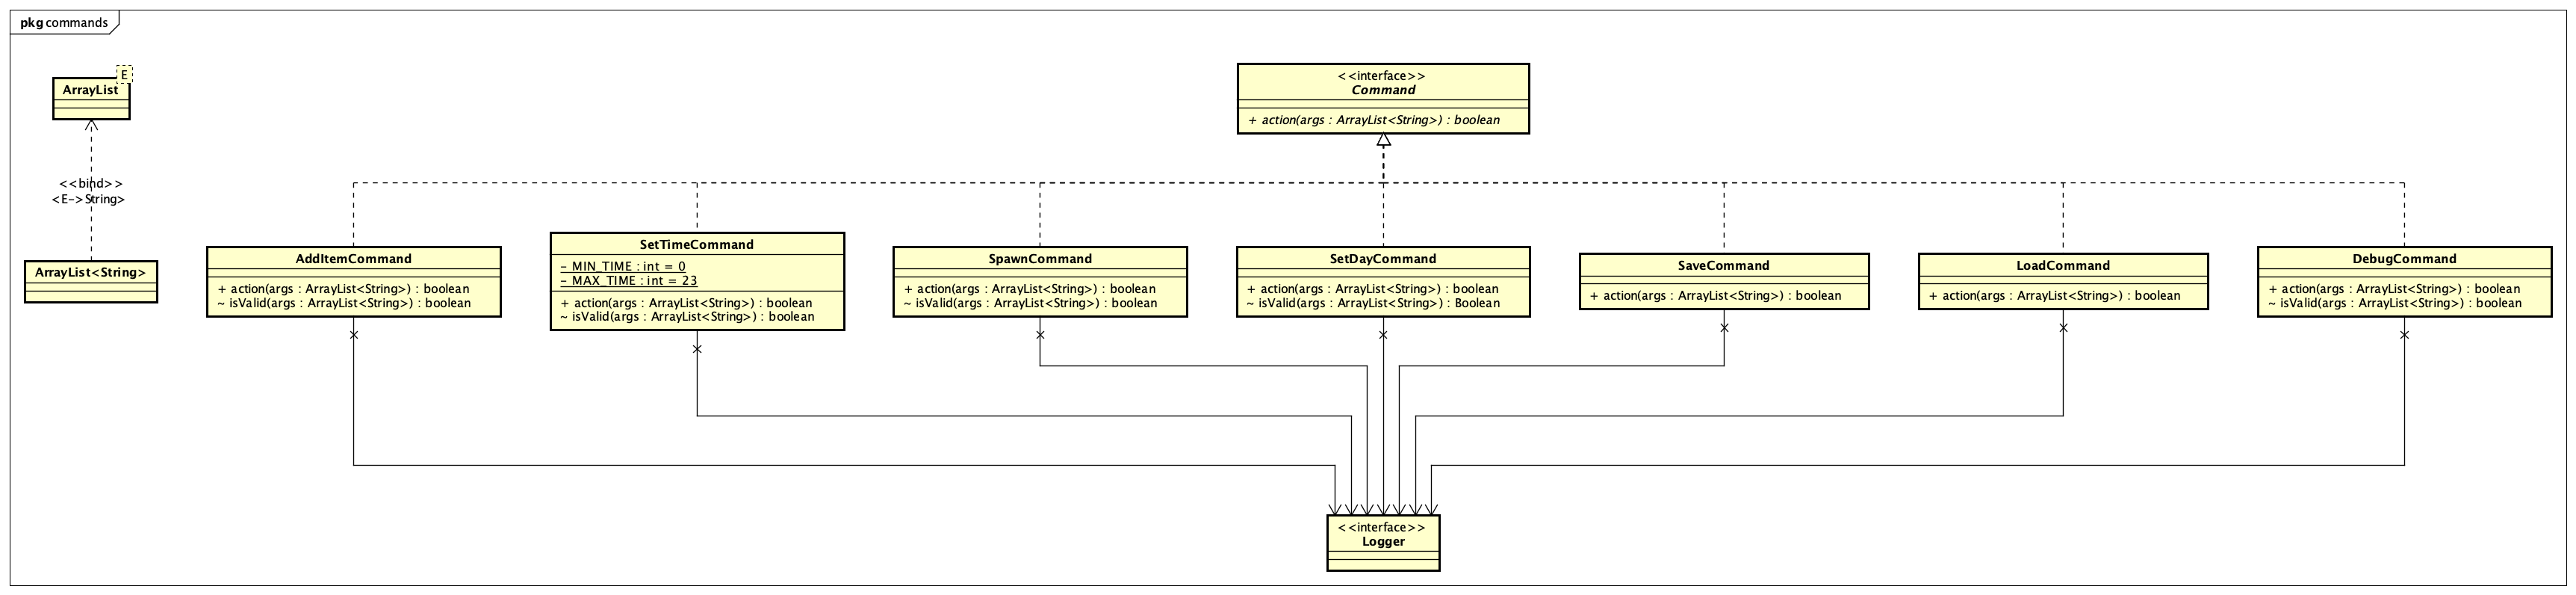 pkg commands
E
ArrayList
<<bind>>
<E->String>
ArrayList<String>
<<interface>>
Command
+ action(args : ArrayList<String>) : boolean
AddItemCommand
+ action(args : ArrayList<String>) : boolean
~ isValid(args : ArrayList<String>) : boolean
SetTimeCommand
- MIN_TIME : int = 0
- MAX_TIME : int = 23
+ action(args : ArrayList<String>) : boolean
~ isValid(args : ArrayList<String>) : boolean
SpawnCommand
+ action(args : ArrayList<String>) : boolean
~ isValid(args : ArrayList<String>) : boolean
SetDayCommand
+ action(args : ArrayList<String>) : boolean
~ isValid(args : ArrayList<String>) : Boolean
SaveCommand
+ action(args : ArrayList<String>) : boolean
LoadCommand
+ action(args : ArrayList<String>) : boolean
DebugCommand
+ action(args : ArrayList<String>) : boolean
~ isValid(args : ArrayList<String>) : boolean
<<interface>>
Logger